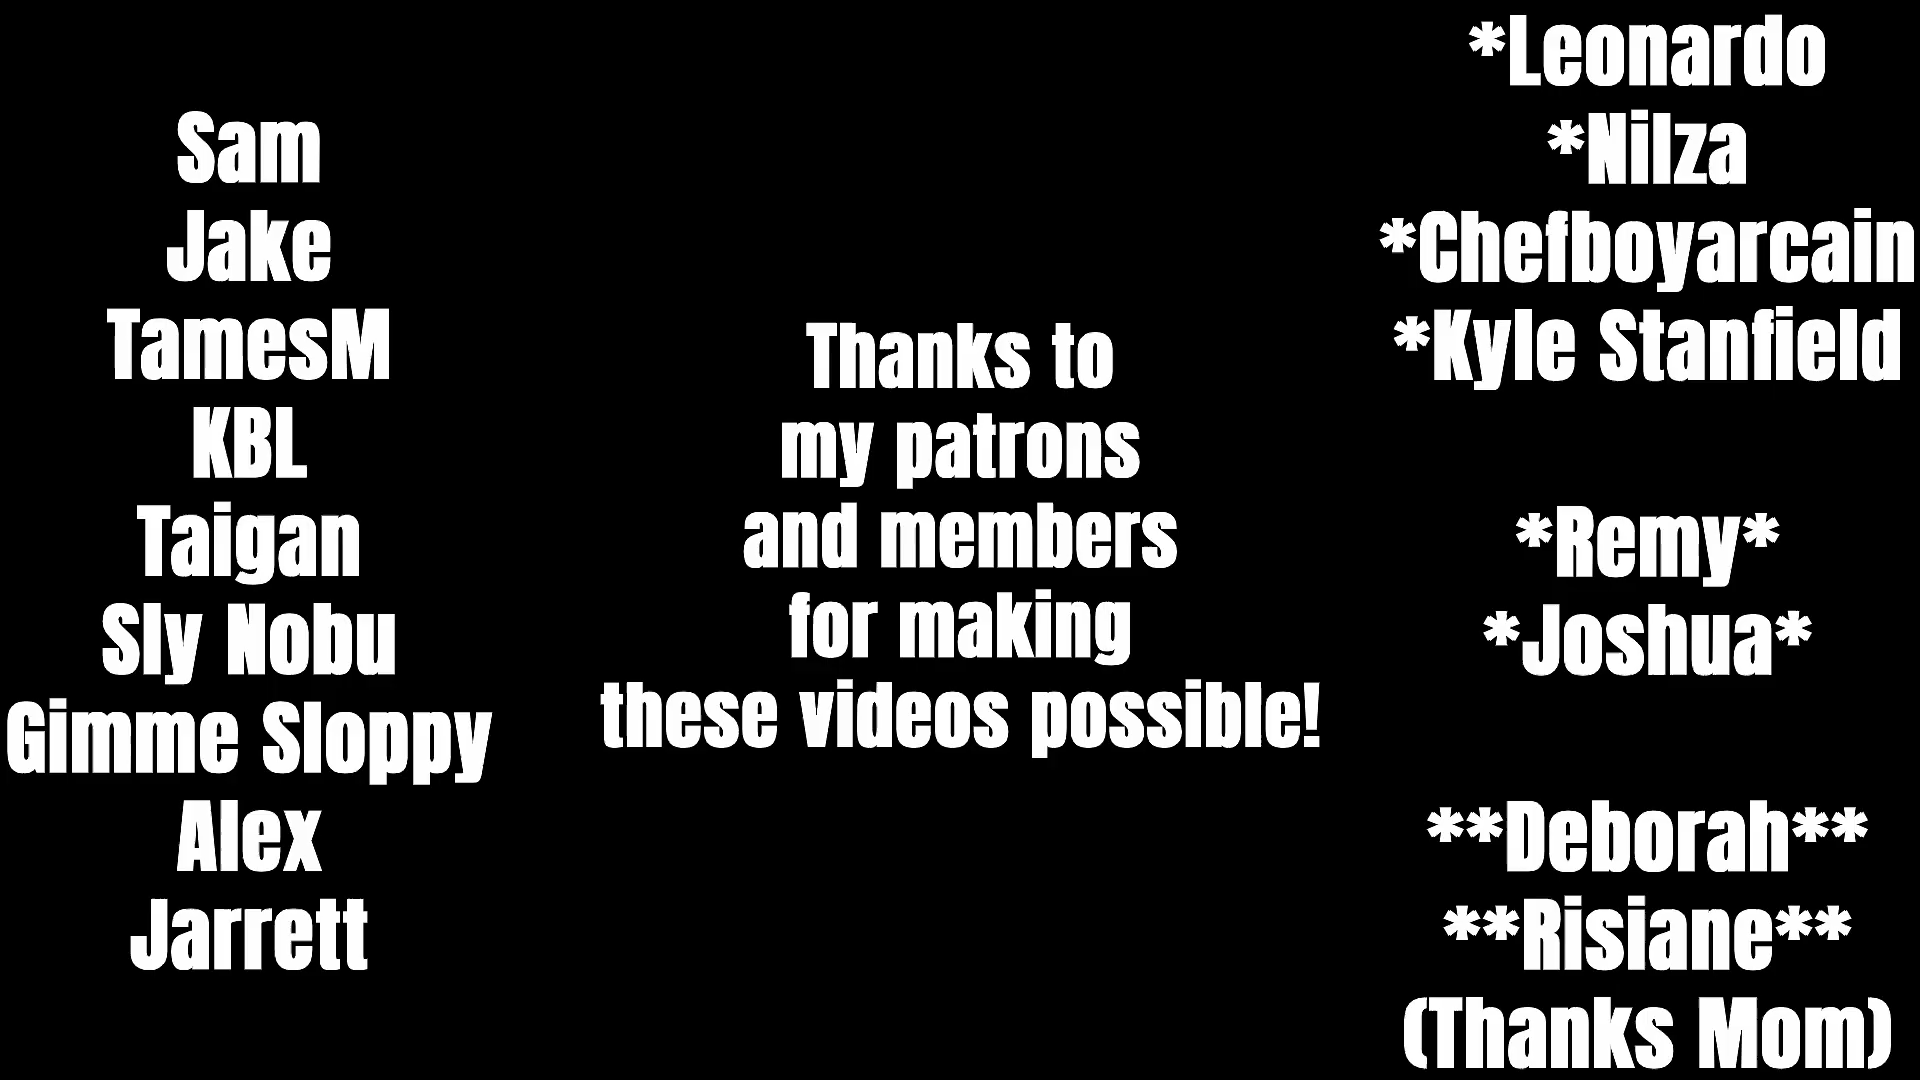 Sam
Jake
TamesM
KBL
Taigan
Sly Nobu
Gimme Sloppy
Alex
Jarrett
Thanks to
my patrons
and members
for making
these videos possible!
*Leonardo
*Nilza
*Chefboyarcain
*Kyle Stanfield
*Remy*
*Joshua*
**Deborah**
**Risiane**
(Thanks Mom)